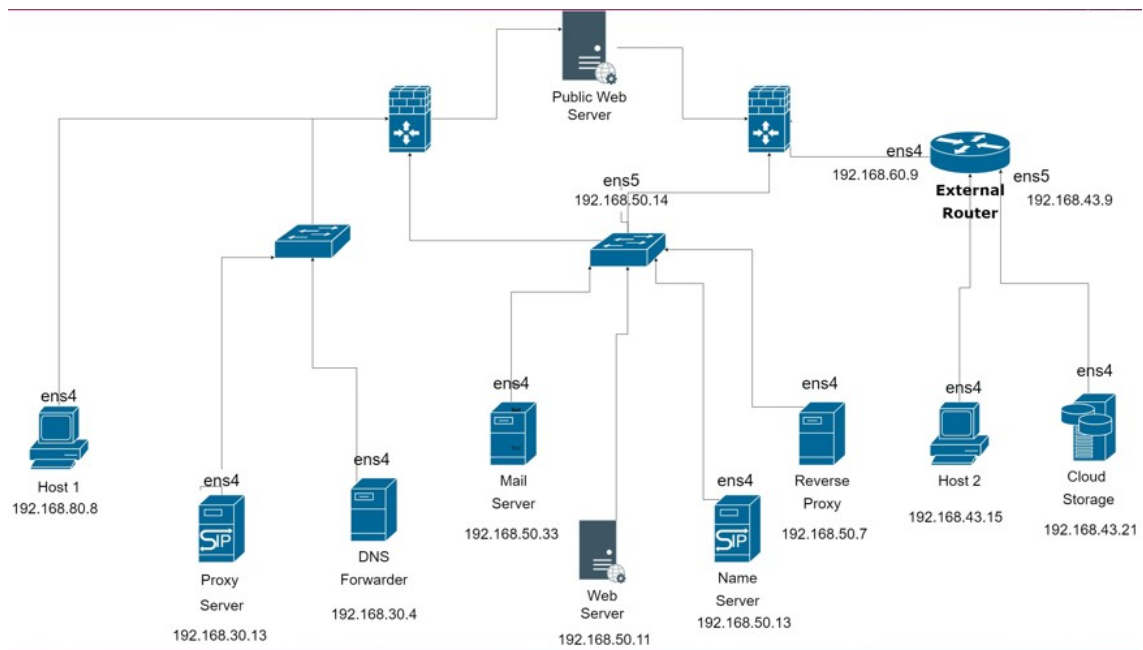 Public Web
Server
ens5
192.168.50.14
ens4
192.168.60.9
External
Router
ens5
192.168.43.9
ens4
Host 1
192.168.80.8
ens4
SIP
Proxy
Server
192.168.30.13
ens4
DNS
Forwarder
192.168.30.4
ens4
Mail
Server
192.168.50.33
Web
Server
192.168.50.11
ens4
SIP
Name
Server
192.168.50.13
ens4
Reverse
Proxy
192.168.50.7
ens4
Host 2
192.168.43.15
ens4
Cloud
Storage
192.168.43.21